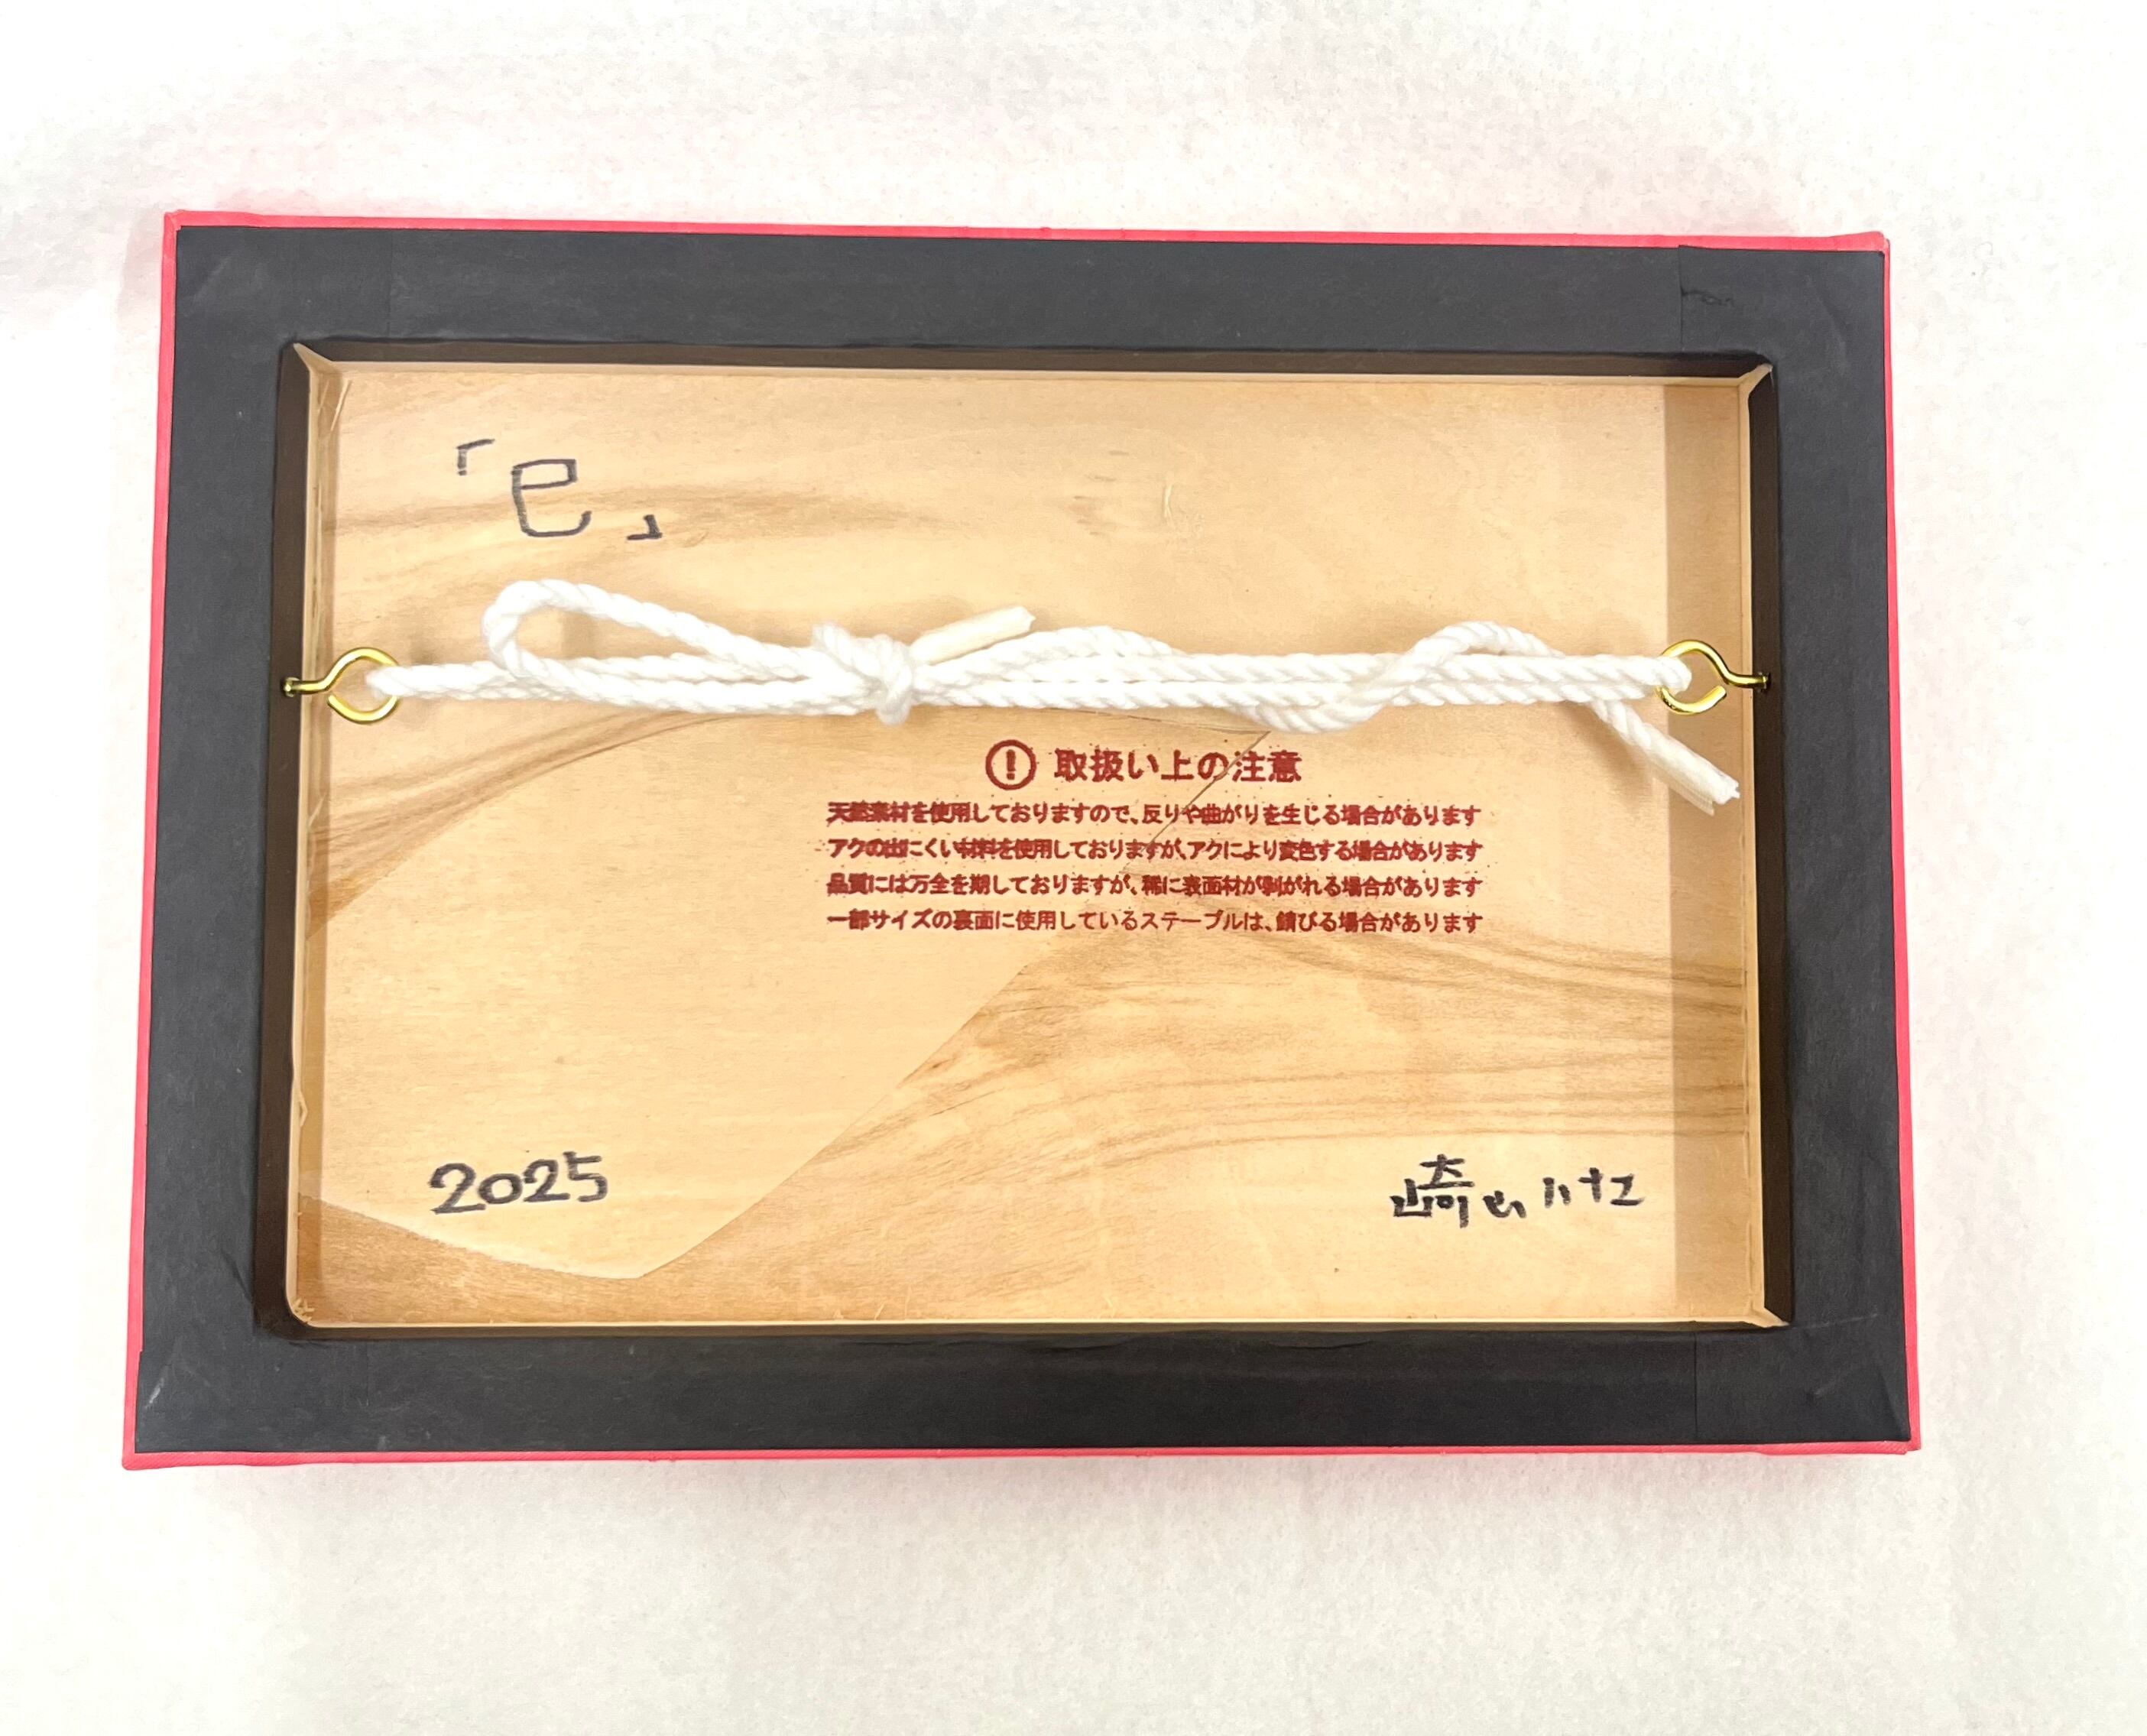 「e」
! 取扱い上の注意
天然素材を使用しておりますので、反りや曲がりを生じる場合があります
アクの出にくい材料を使用しておりますが、アクにより変色する場合があります
品質には万全を期しておりますが、稀に表面材が剥がれる場合があります
一部サイズの裏面に使用しているステープルは、錆びる場合があります
2025